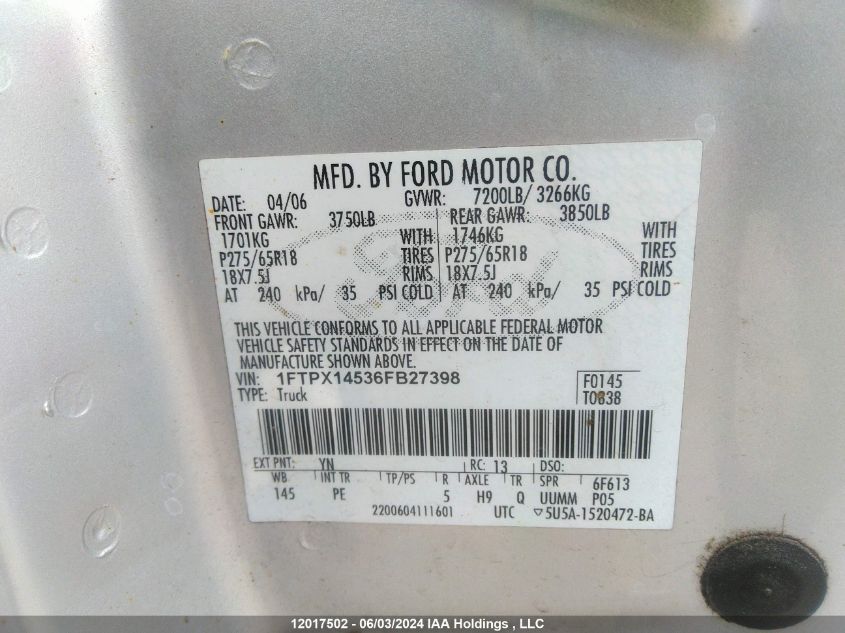 MFD. BY FORD MOTOR CO.
DATE: 04/06 GVWR: 7200LB/ 3266KG
FRONT GAWR: 3750LB REAR GAWR: 3850LB
1701KG WITH 1746KG WITH
P275/65R18 TIRES P275/65R18 TIRES
18X7.5J RIMS 18X7.5J RIMS
AT 240 kPa/ 35 PSI COLD AT 240 kPa/ 35 PSI COLD
THIS VEHICLE CONFORMS TO ALL APPLICABLE FEDERAL MOTOR
VEHICLE SAFETY STANDARDS IN EFFECT ON THE DATE OF
MANUFACTURE SHOWN ABOVE.
VIN: 1FTPX14536FB27398 F0145
TYPE: Truck T0838
EXT PNT: YN RC: 13 DSO:
WB INT TR TP/PS R AXLE TR SPR 6F613
145 PE 5 H9 Q UUMM P05
2200604111601 UTC ▽5U5A-1520472-BA
12017502 - 06/03/2024 IAA Holdings , LLC